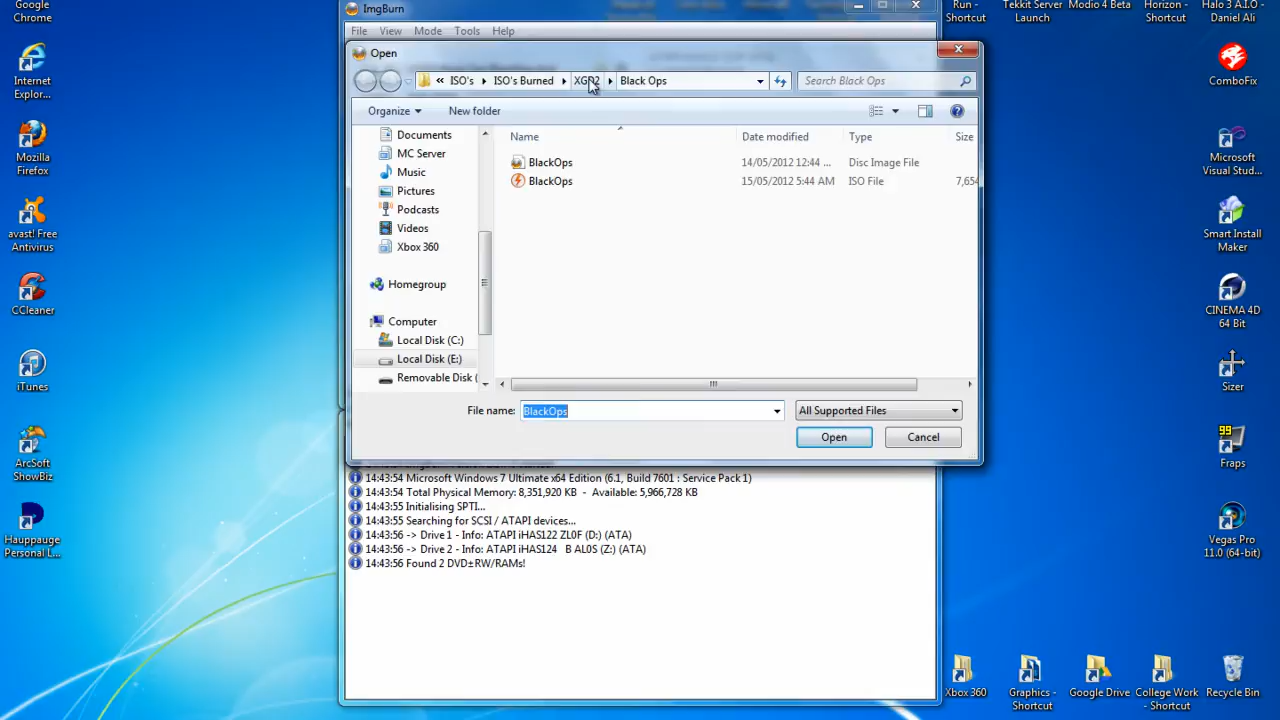 Google
Chrome
Internet
Explor...
Mozilla
Firefox
avast! Free
Antivirus
CCleaner
iTunes
ArcSoft
ShowBiz
Hauppauge
Personal L...
ImgBurn
File View Mode Tools Help
Open
« ISO's ISO's Burned XGD2 Black Ops
Search Black Ops
Organize New folder
Documents
MC Server
Music
Pictures
Podcasts
Videos
Xbox 360
Homegroup
Computer
Local Disk (C:)
Local Disk (E:)
Removable Disk (
Name Date modified Type Size
BlackOps 14/05/2012 12:44 ... Disc Image File
BlackOps 15/05/2012 5:44 AM ISO File 7,654
File name: BlackOps All Supported Files
Open Cancel
14:43:54 Microsoft Windows 7 Ultimate x64 Edition (6.1, Build 7601 : Service Pack 1)
14:43:54 Total Physical Memory: 8,351,920 KB - Available: 5,966,728 KB
14:43:55 Initialising SPTI...
14:43:55 Searching for SCSI / ATAPI devices...
14:43:56 -> Drive 1 - Info: ATAPI iHAS122 ZL0F (D:) (ATA)
14:43:56 -> Drive 2 - Info: ATAPI iHAS124 B AL0S (Z:) (ATA)
14:43:56 Found 2 DVD±RW/RAMs!
Run -
Shortcut
Tekkit Server
Launch
Modio 4 Beta
Horizon -
Shortcut
Halo 3 A.I.O -
Daniel Ali
ComboFix
Microsoft
Visual Stud...
Smart Install
Maker
CINEMA 4D
64 Bit
Sizer
99
Fraps
Vegas Pro
11.0 (64-bit)
Xbox 360
Graphics -
Shortcut
Google Drive
College Work
- Shortcut
Recycle Bin